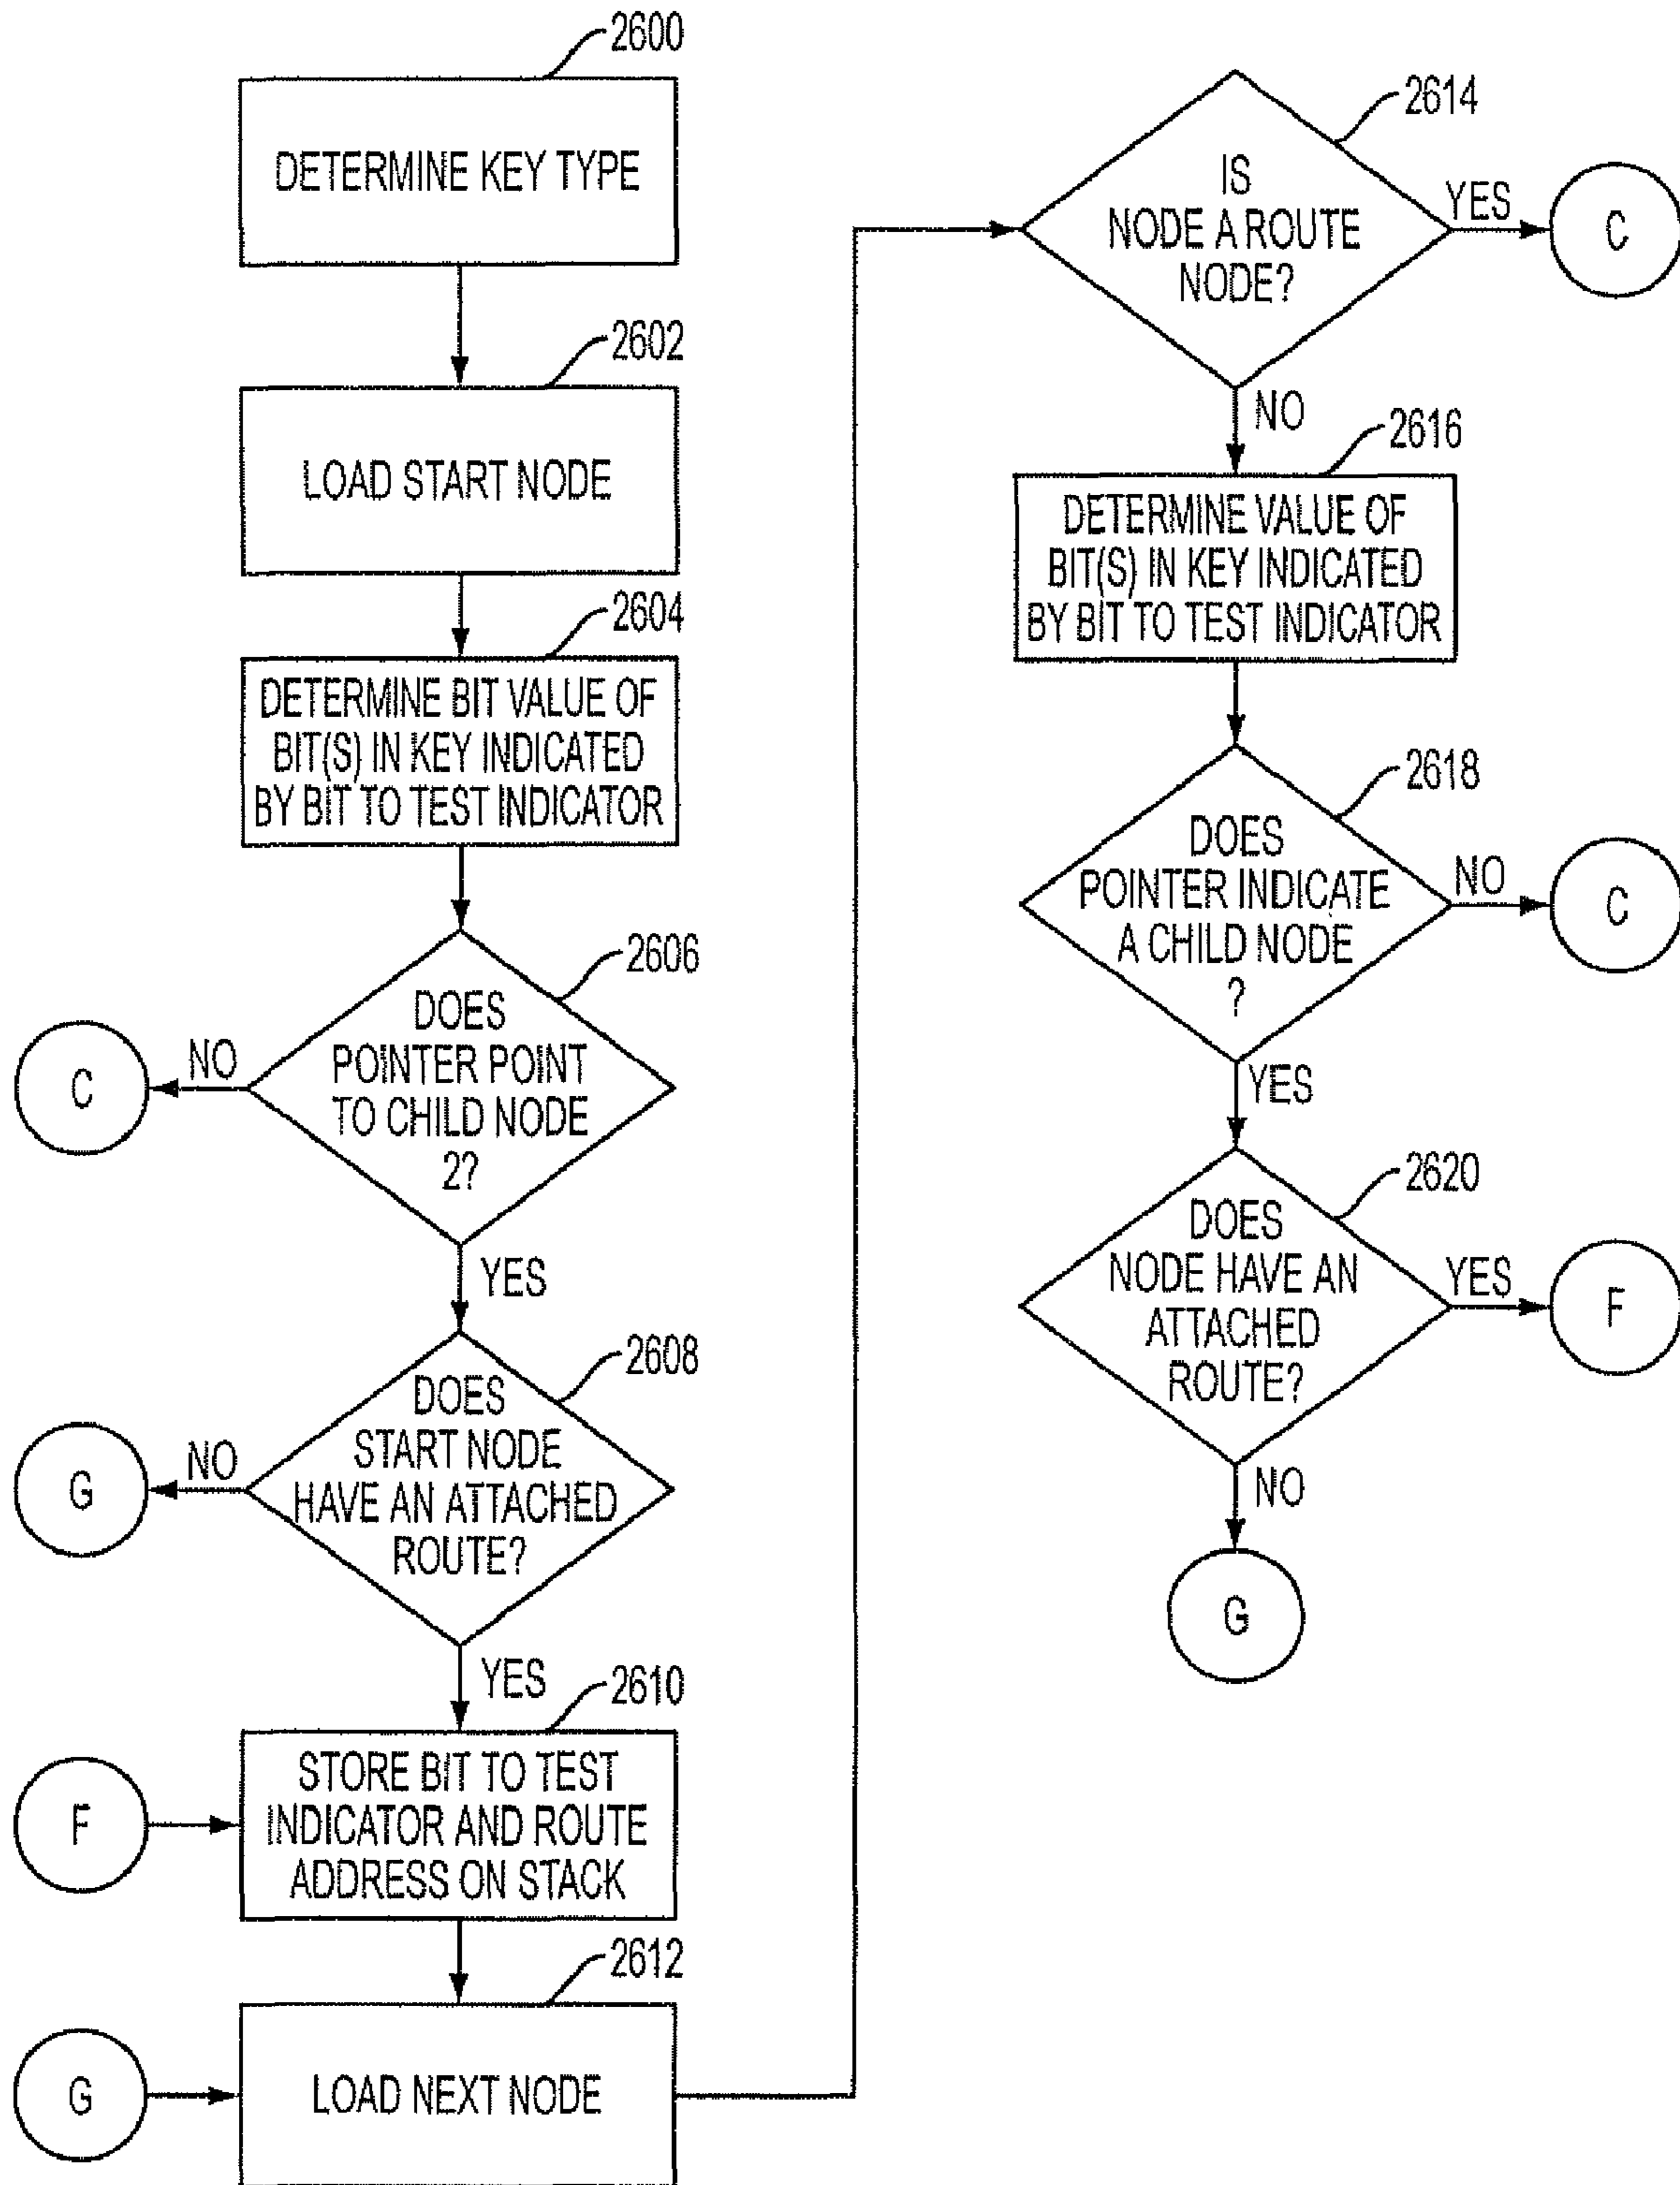 2600
DETERMINE KEY TYPE
2602
LOAD START NODE
2604
DETERMINE BIT VALUE OF
BIT(S) IN KEY INDICATED
BY BIT TO TEST INDICATOR
2606
DOES
POINTER POINT
TO CHILD NODE
2?
NO
C
YES
2608
DOES
START NODE
HAVE AN ATTACHED
ROUTE?
NO
G
YES
2610
STORE BIT TO TEST
INDICATOR AND ROUTE
ADDRESS ON STACK
F
2612
LOAD NEXT NODE
G
2614
IS
NODE A ROUTE
NODE?
YES
C
NO
2616
DETERMINE VALUE OF
BIT(S) IN KEY INDICATED
BY BIT TO TEST INDICATOR
2618
DOES
POINTER INDICATE
A CHILD NODE
?
NO
C
YES
2620
DOES
NODE HAVE AN
ATTACHED
ROUTE?
YES
F
NO
G